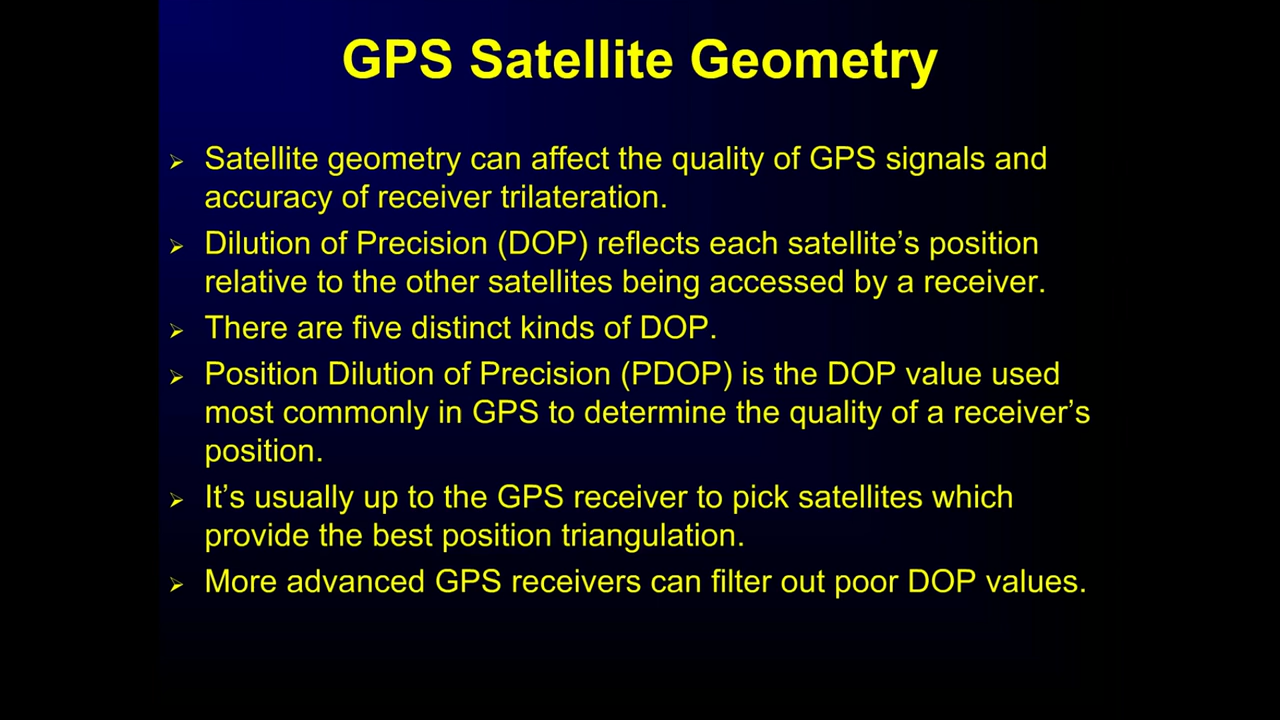 GPS Satellite Geometry
➢ Satellite geometry can affect the quality of GPS signals and
accuracy of receiver trilateration.
➢ Dilution of Precision (DOP) reflects each satellite’s position
relative to the other satellites being accessed by a receiver.
➢ There are five distinct kinds of DOP.
➢ Position Dilution of Precision (PDOP) is the DOP value used
most commonly in GPS to determine the quality of a receiver’s
position.
➢ It’s usually up to the GPS receiver to pick satellites which
provide the best position triangulation.
➢ More advanced GPS receivers can filter out poor DOP values.